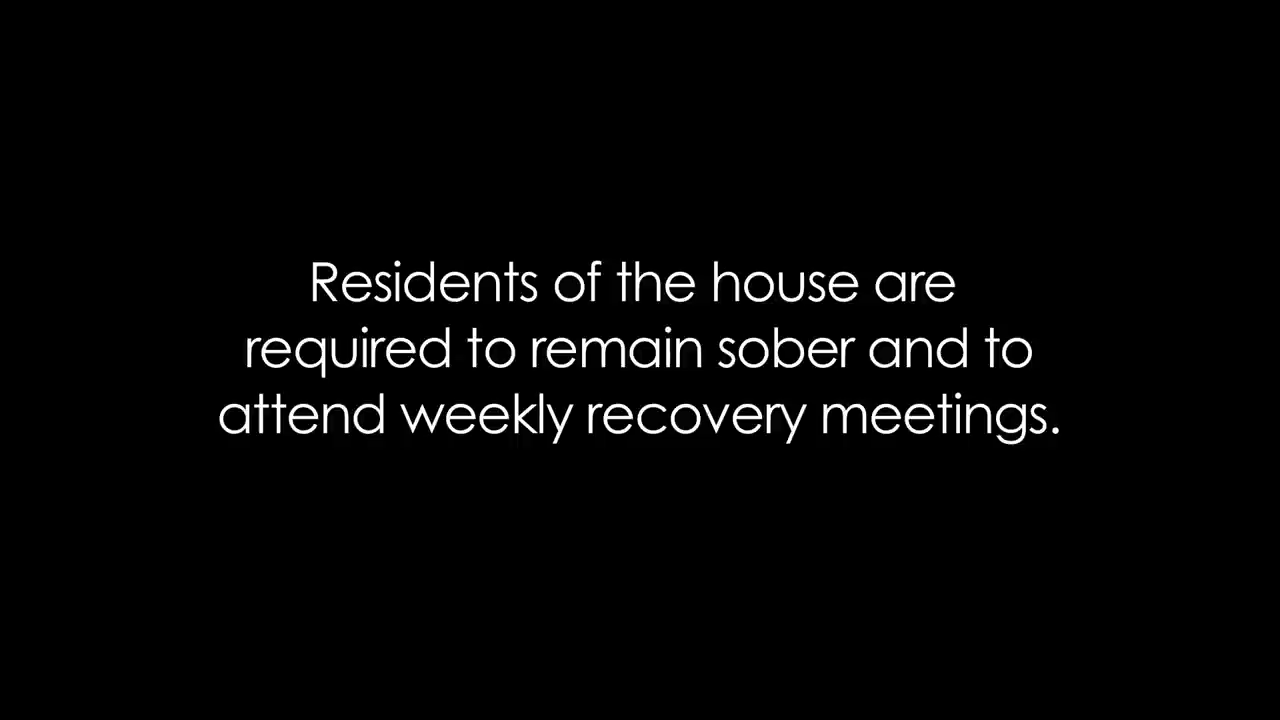 Residents of the house are
required to remain sober and to
attend weekly recovery meetings.